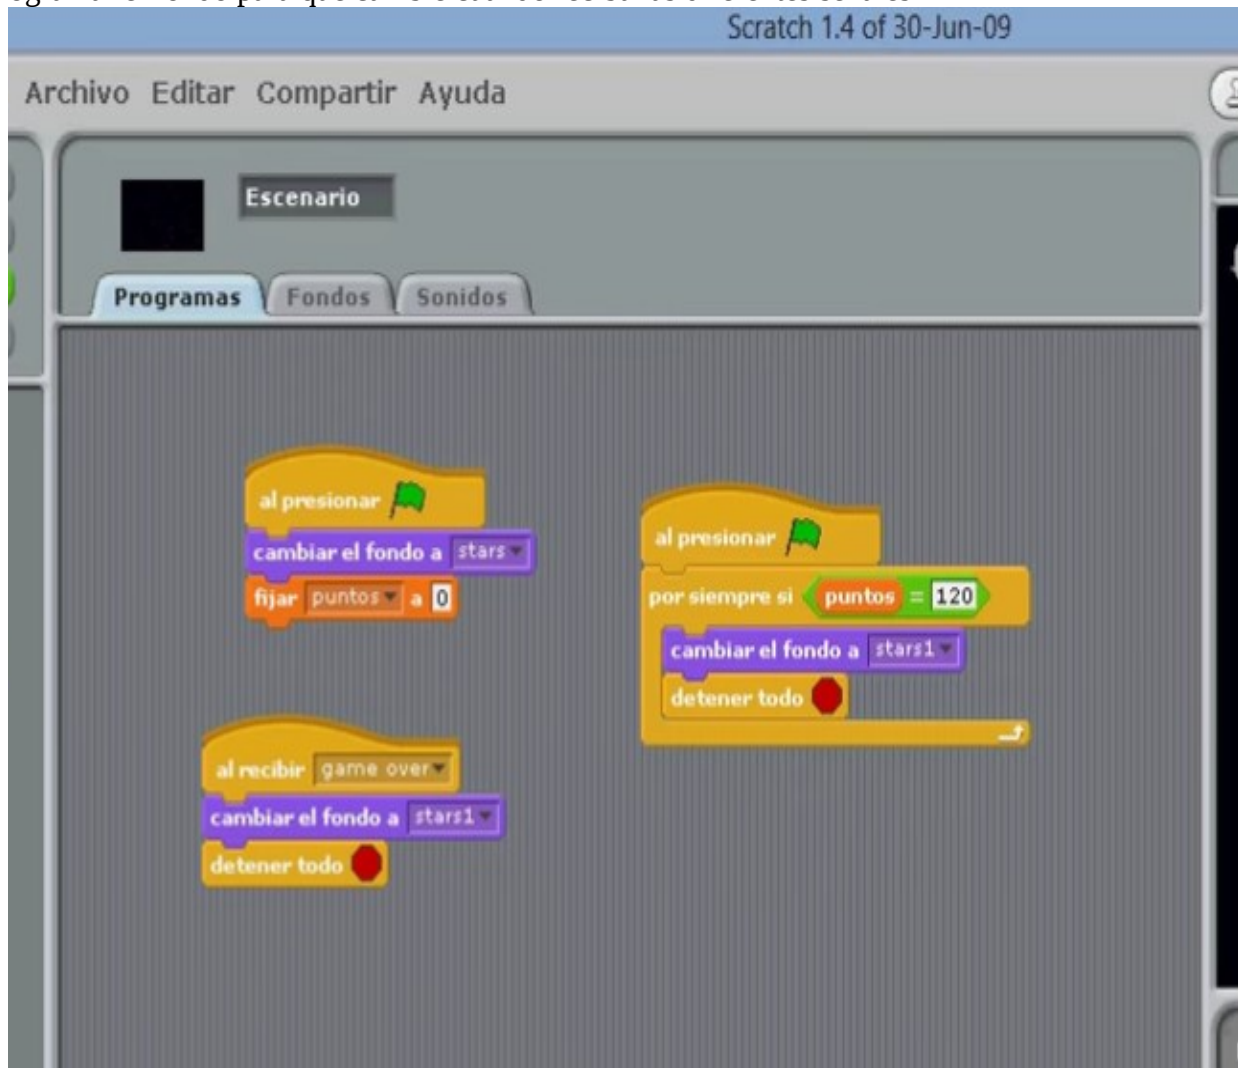 Scratch 1.4 of 30-Jun-09
Archivo Editar Compartir Ayuda
Escenario
Programas Fondos Sonidos
al presionar
cambiar el fondo a stars
fijar puntos a 0
al presionar
por siempre si puntos = 120
cambiar el fondo a stars1
detener todo
al recibir game over
cambiar el fondo a stars1
detener todo